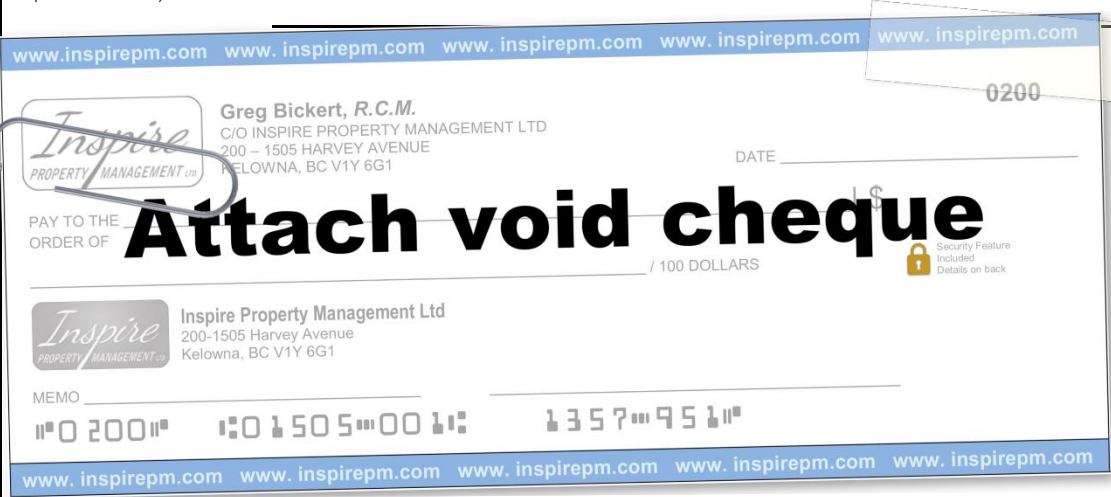 www.inspirepm.com www. inspirepm.com www. inspirepm.com www. inspirepm.com www. inspirepm.com
0200
Inspire
PROPERTY MANAGEMENT LTD
Greg Bickert, R.C.M.
C/O INSPIRE PROPERTY MANAGEMENT LTD
200 – 1505 HARVEY AVENUE
KELOWNA, BC V1Y 6G1
DATE
PAY TO THE
ORDER OF
$
Attach void cheque
/ 100 DOLLARS
Security Feature
Included
Details on back
Inspire
PROPERTY MANAGEMENT LTD
Inspire Property Management Ltd
200-1505 Harvey Avenue
Kelowna, BC V1Y 6G1
MEMO
⑈0200⑈ ⑆01505⑉001⑆ 1357⑉951⑈
www. inspirepm.com www. inspirepm.com www. inspirepm.com www. inspirepm.com www. inspirepm.com